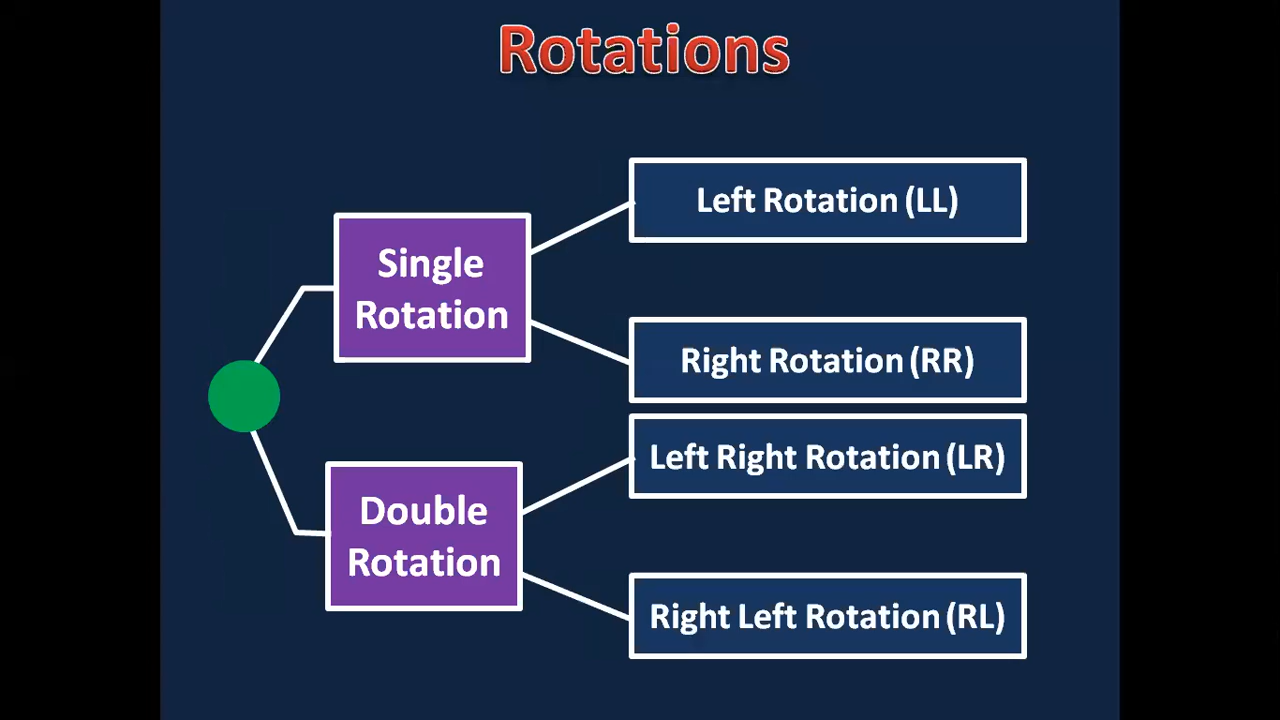 Rotations
Single
Rotation
Left Rotation (LL)
Right Rotation (RR)
Double
Rotation
Left Right Rotation (LR)
Right Left Rotation (RL)